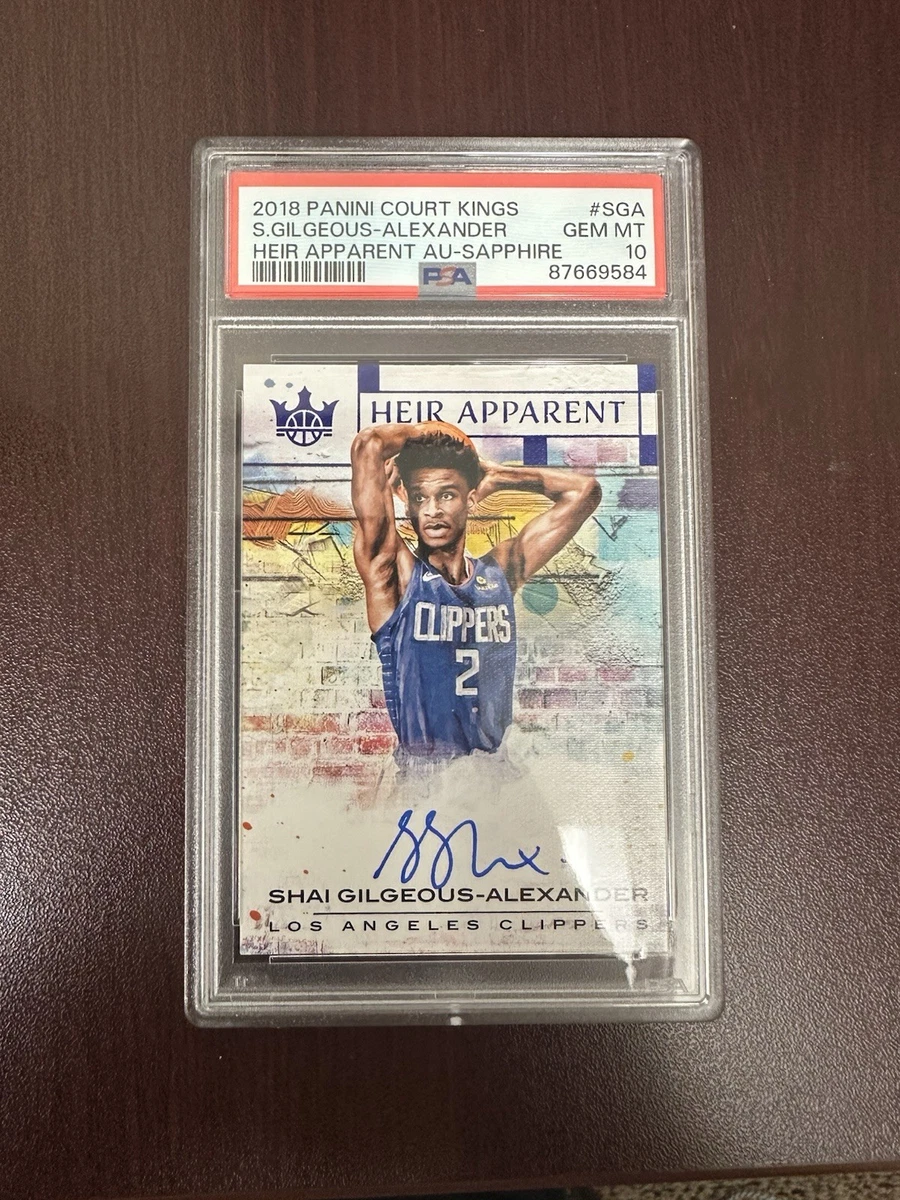 2018 PANINI COURT KINGS #SGA
S.GILGEOUS-ALEXANDER GEM MT
HEIR APPARENT AU-SAPPHIRE 10
PSA 87669584
HEIR APPARENT
CLIPPERS
2
SHAI GILGEOUS-ALEXANDER
LOS ANGELES CLIPPERS